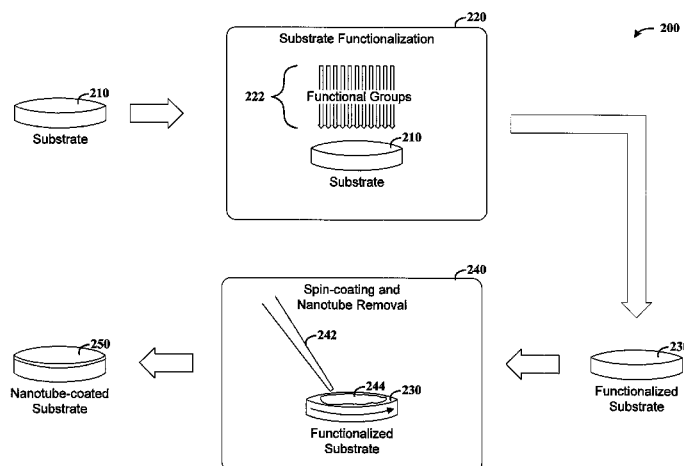 220
Substrate Functionalization
200
222
Functional Groups
210
Substrate
210
Substrate
240
Spin-coating and
Nanotube Removal
242
250
244
230
Nanotube-coated
Substrate
Functionalized
Substrate
Functionalized
Substrate